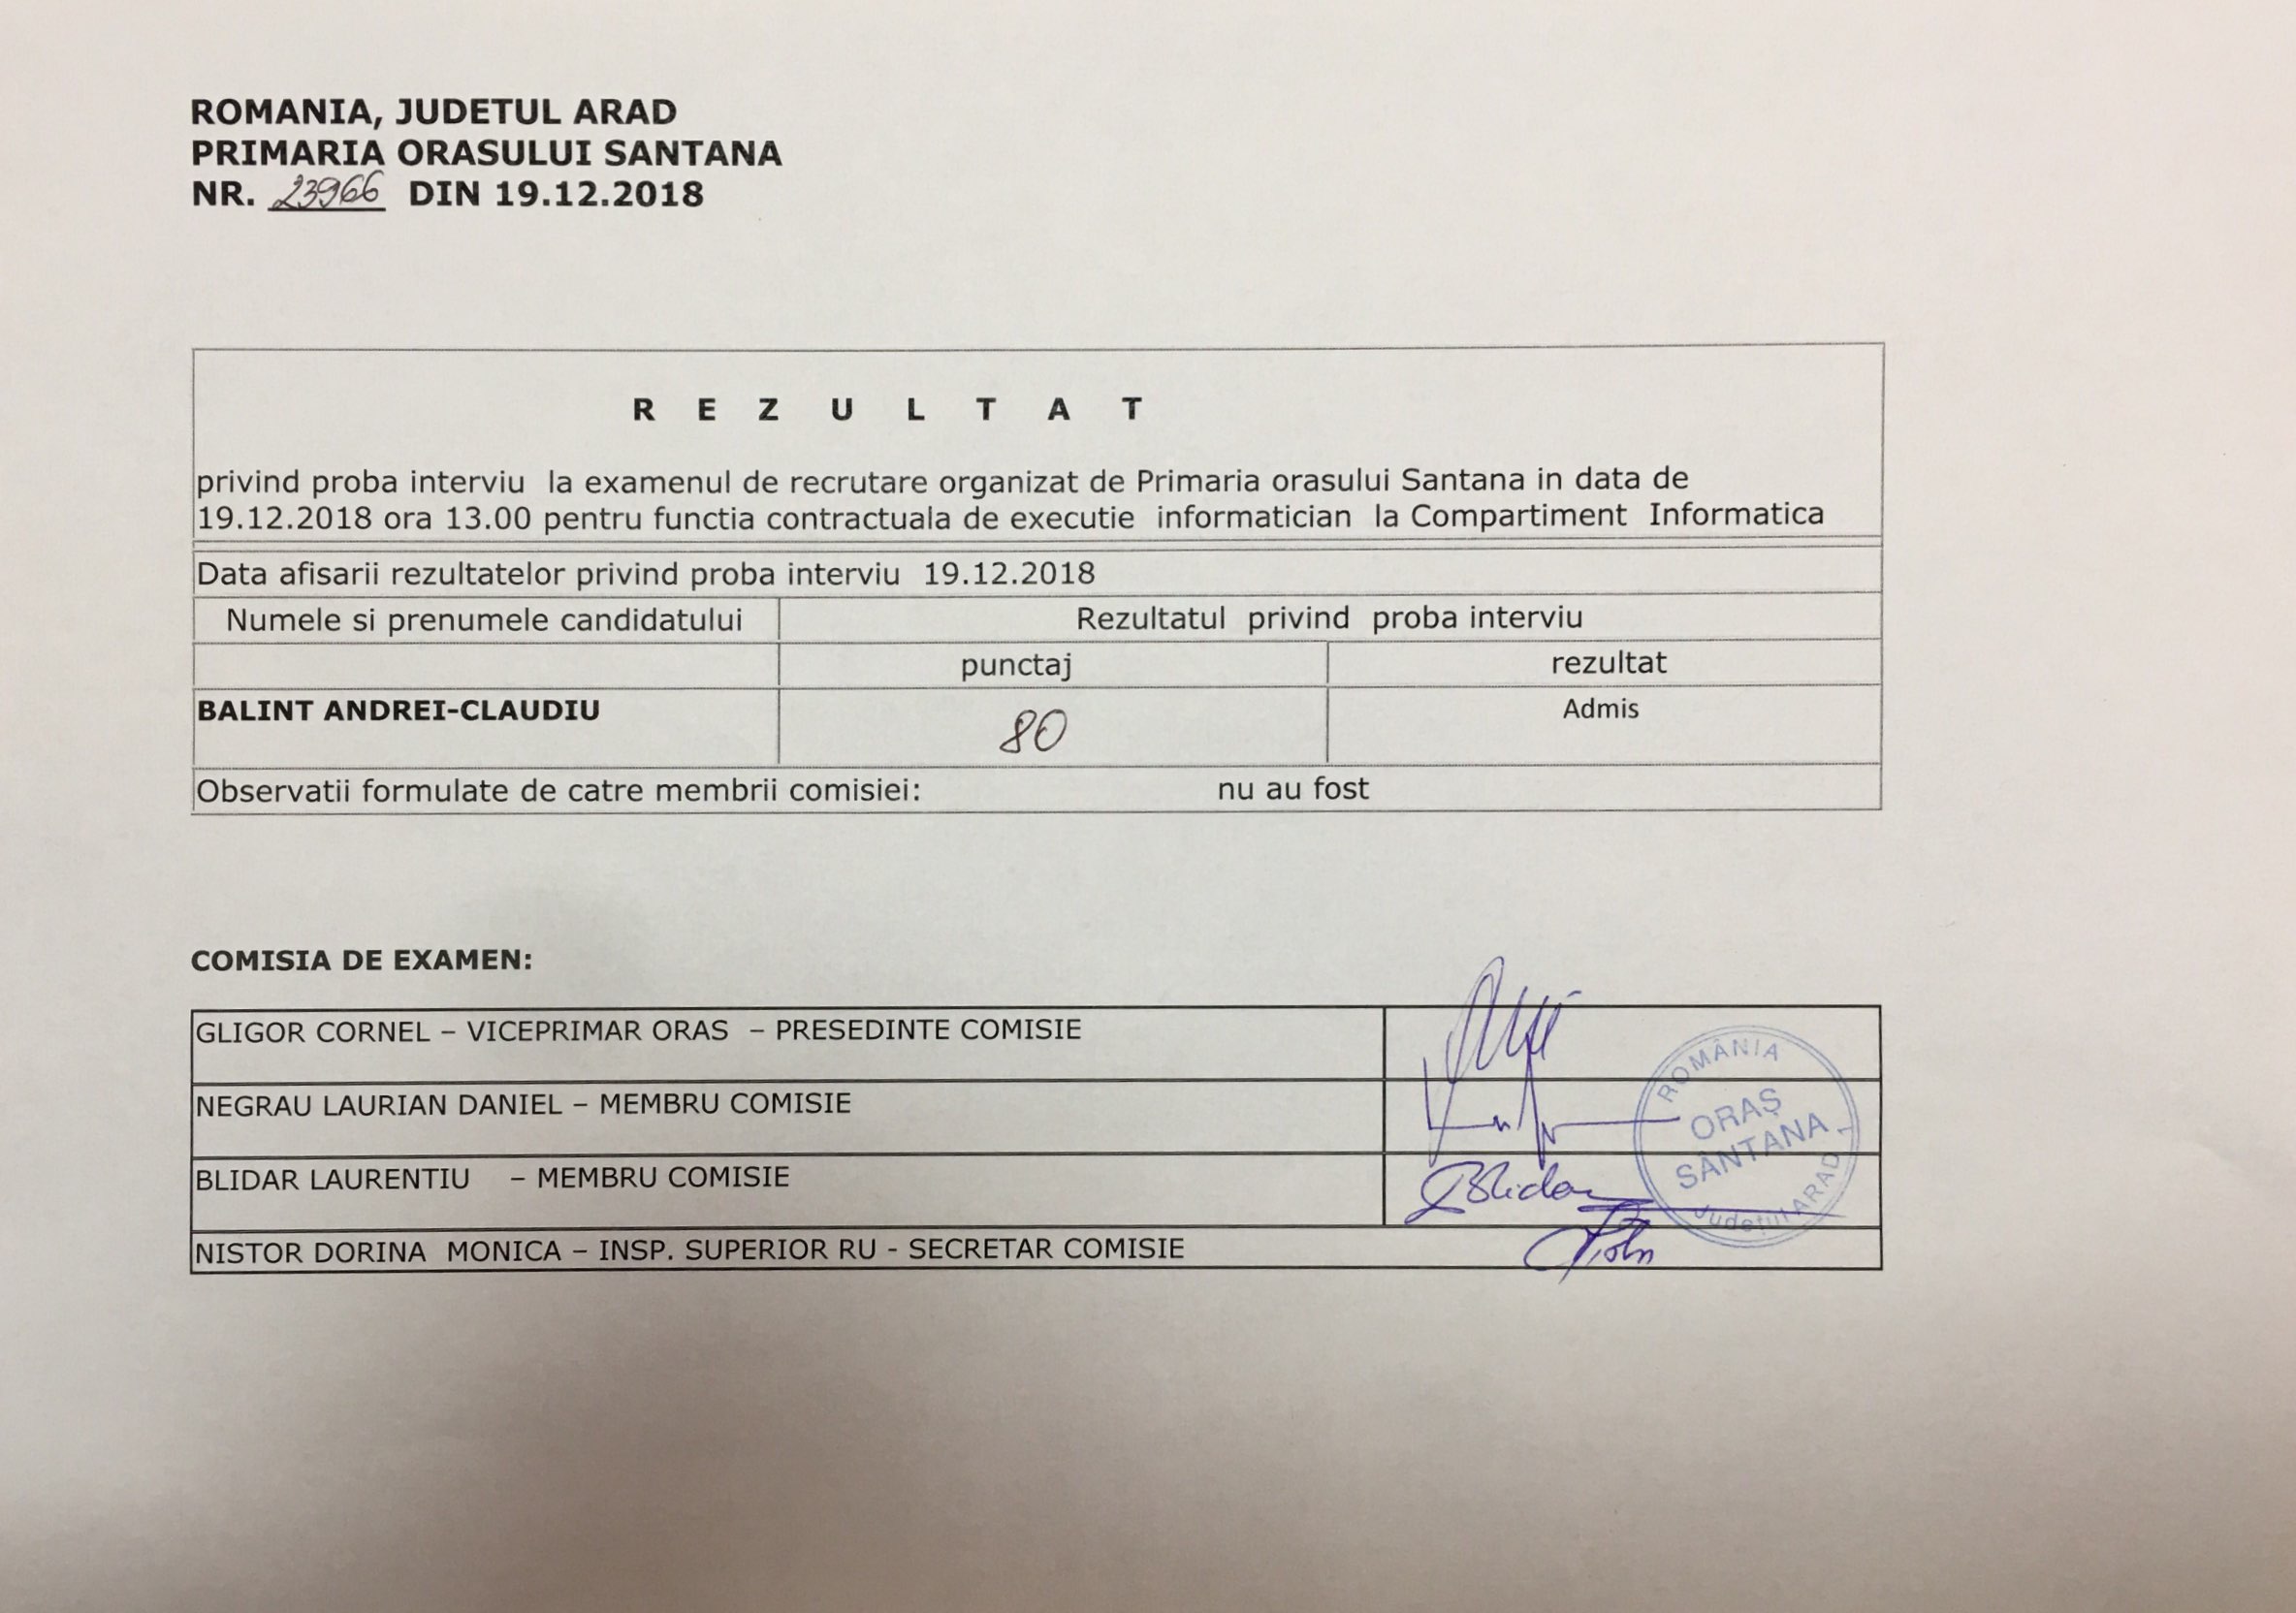 ROMANIA, JUDETUL ARAD
PRIMARIA ORASULUI SANTANA
NR. 23966 DIN 19.12.2018
R E Z U L T A T
privind proba interviu la examenul de recrutare organizat de Primaria orasului Santana in data de
19.12.2018 ora 13.00 pentru functia contractuala de executie informatician la Compartiment Informatica
Data afisarii rezultatelor privind proba interviu 19.12.2018
Numele si prenumele candidatului Rezultatul privind proba interviu
punctaj rezultat
BALINT ANDREI-CLAUDIU 80 Admis
Observatii formulate de catre membrii comisiei: nu au fost
COMISIA DE EXAMEN:
GLIGOR CORNEL – VICEPRIMAR ORAS – PRESEDINTE COMISIE
NEGRAU LAURIAN DANIEL – MEMBRU COMISIE
BLIDAR LAURENTIU – MEMBRU COMISIE
NISTOR DORINA MONICA – INSP. SUPERIOR RU - SECRETAR COMISIE
ROMÂNIA
ORAȘ
SÂNTANA
Județul ARAD
1